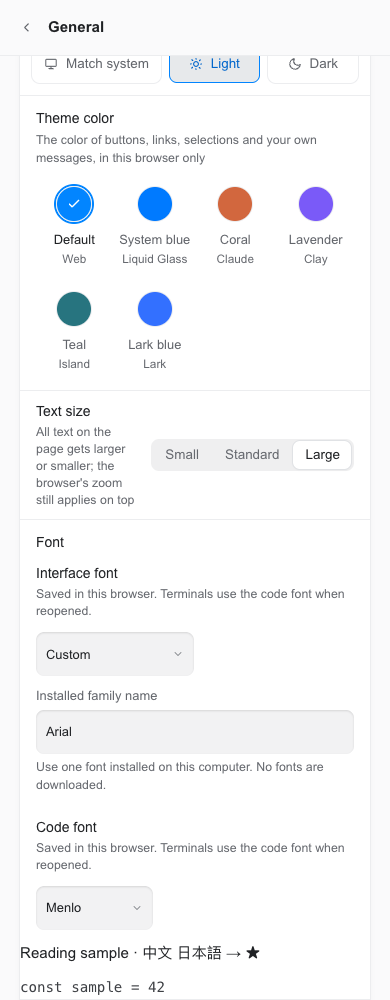 General
Match system
Light
Dark
Theme color
The color of buttons, links, selections and your own
messages, in this browser only
Default
System blue
Coral
Lavender
Web
Liquid Glass
Claude
Clay
Teal
Lark blue
Island
Lark
Text size
All text on the
page gets larger
or smaller; the
browser's zoom
still applies on top
Small
Standard
Large
Font
Interface font
Saved in this browser. Terminals use the code font when
reopened.
Custom
Installed family name
Arial
Use one font installed on this computer. No fonts are
downloaded.
Code font
Saved in this browser. Terminals use the code font when
reopened.
Menlo
Reading sample · 中文 日本語 → ★
const sample = 42